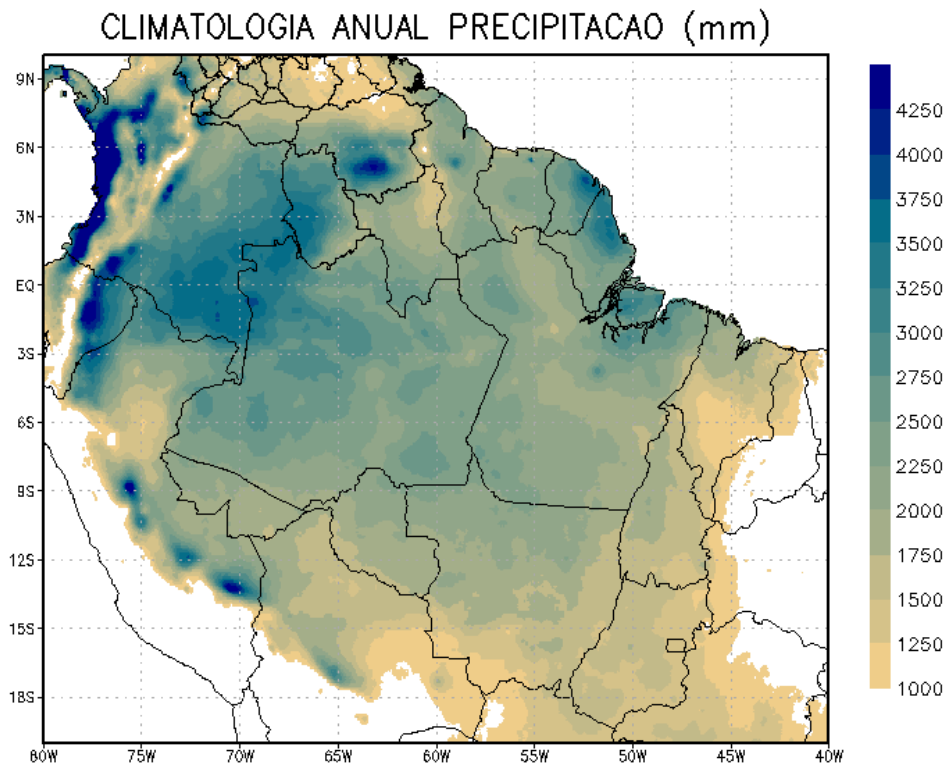 CLIMATOLOGIA ANUAL PRECIPITACAO (mm)
9N
6N
3N
EQ
3S
6S
9S
12S
15S
18S
80W 75W 70W 65W 60W 55W 50W 45W 40W
4250
4000
3750
3500
3250
3000
2750
2500
2250
2000
1750
1500
1250
1000